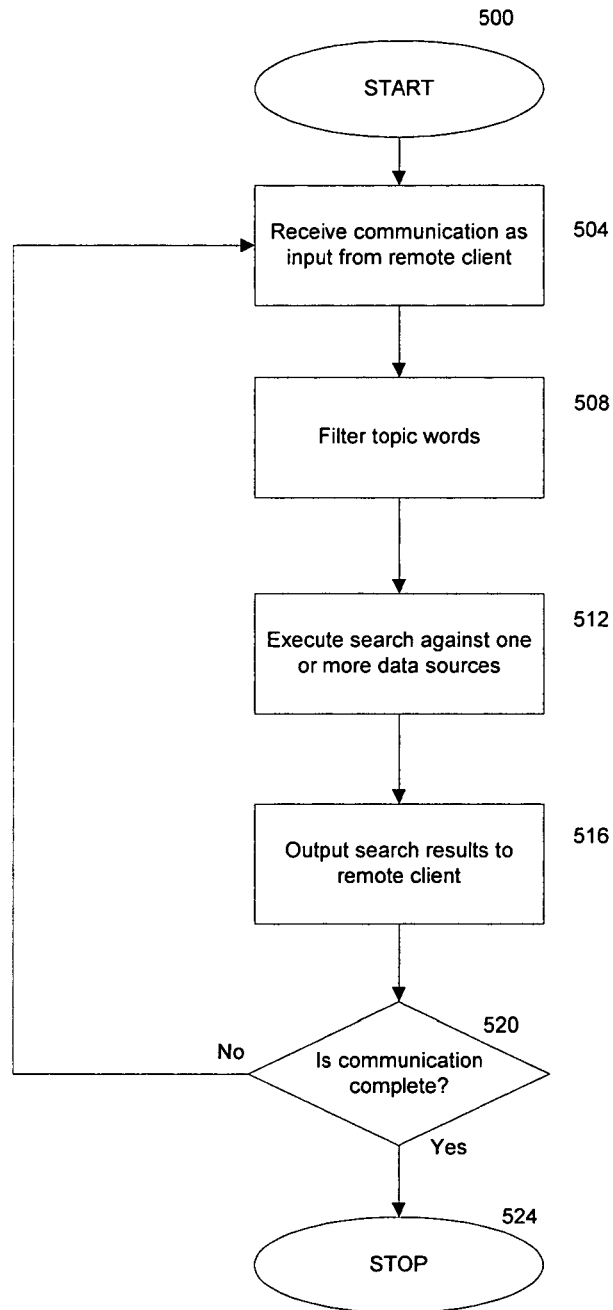 500
START
Receive communication as
input from remote client
504
508
Filter topic words
512
Execute search against one
or more data sources
516
Output search results to
remote client
520
No
Is communication
complete?
Yes
524
STOP